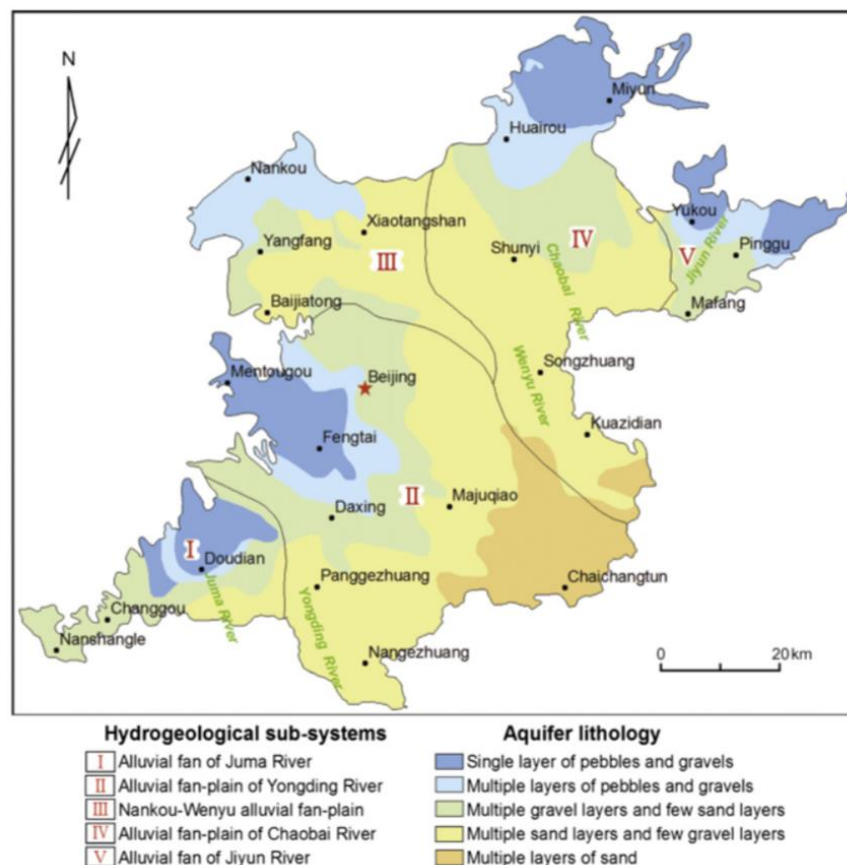 N
Miyun
Huairou
Nankou
Xiaotangshan
Yangfang
Yukou
Pinggu
Shunyi
IV
V
III
Jiyun River
Chaobai River
Baijiatong
Mafang
Mentougou
Beijing
Songzhuang
Wenyu River
Kuazidian
Fengtai
II
Majuqiao
Daxing
I
Doudian
Panggezhuang
Chaichangtun
Juma River
Changgou
Yongding River
Nanshangle
Nangezhuang
0 20 km
Hydrogeological sub-systems
I Alluvial fan of Juma River
II Alluvial fan-plain of Yongding River
III Nankou-Wenyu alluvial fan-plain
IV Alluvial fan-plain of Chaobai River
V Alluvial fan of Jiyun River
Aquifer lithology
Single layer of pebbles and gravels
Multiple layers of pebbles and gravels
Multiple gravel layers and few sand layers
Multiple sand layers and few gravel layers
Multiple layers of sand